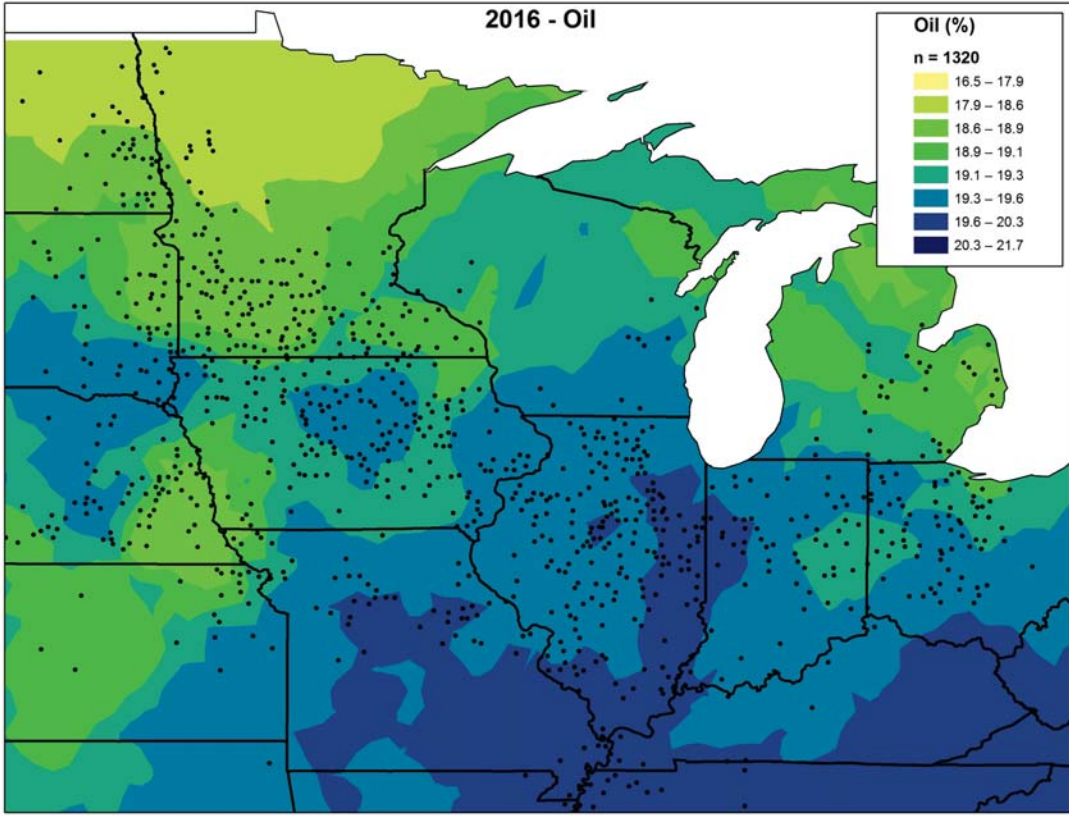 2016 - Oil
Oil (%)
n = 1320
16.5 – 17.9
17.9 – 18.6
18.6 – 18.9
18.9 – 19.1
19.1 – 19.3
19.3 – 19.6
19.6 – 20.3
20.3 – 21.7